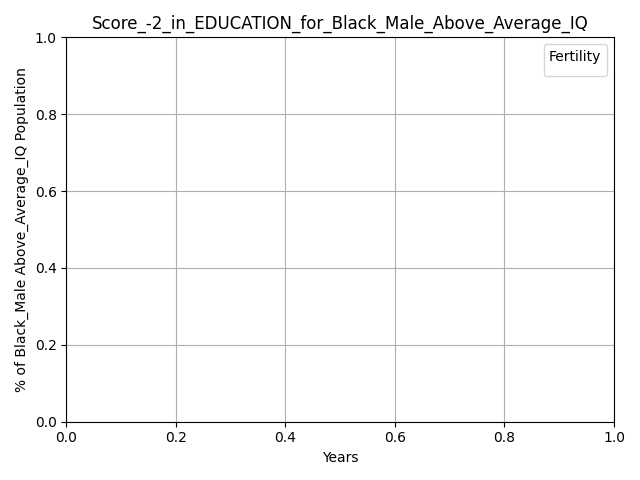 Score_-2_in_EDUCATION_for_Black_Male_Above_Average_IQ
Fertility
% of Black_Male Above_Average_IQ Population
1.0
0.8
0.6
0.4
0.2
0.0
0.0 0.2 0.4 0.6 0.8 1.0
Years